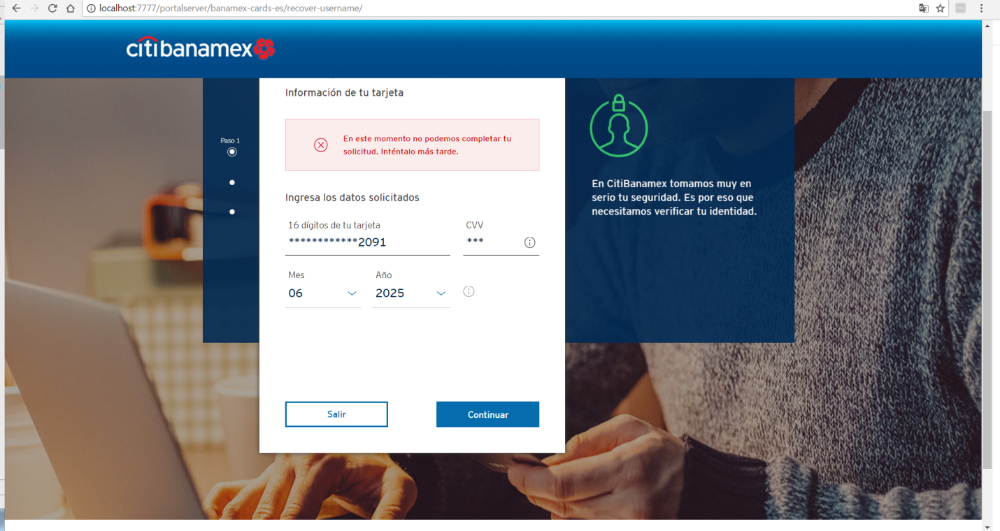 localhost:7777/portalserver/banamex-cards-es/recover-username/
citibanamex
Información de tu tarjeta
En este momento no podemos completar tu
solicitud. Inténtalo más tarde.
Paso 1
Ingresa los datos solicitados
16 dígitos de tu tarjeta
CVV
************2091
***
Mes
Año
06
2025
Salir
Continuar
En CitiBanamex tomamos muy en
serio tu seguridad. Es por eso que
necesitamos verificar tu identidad.